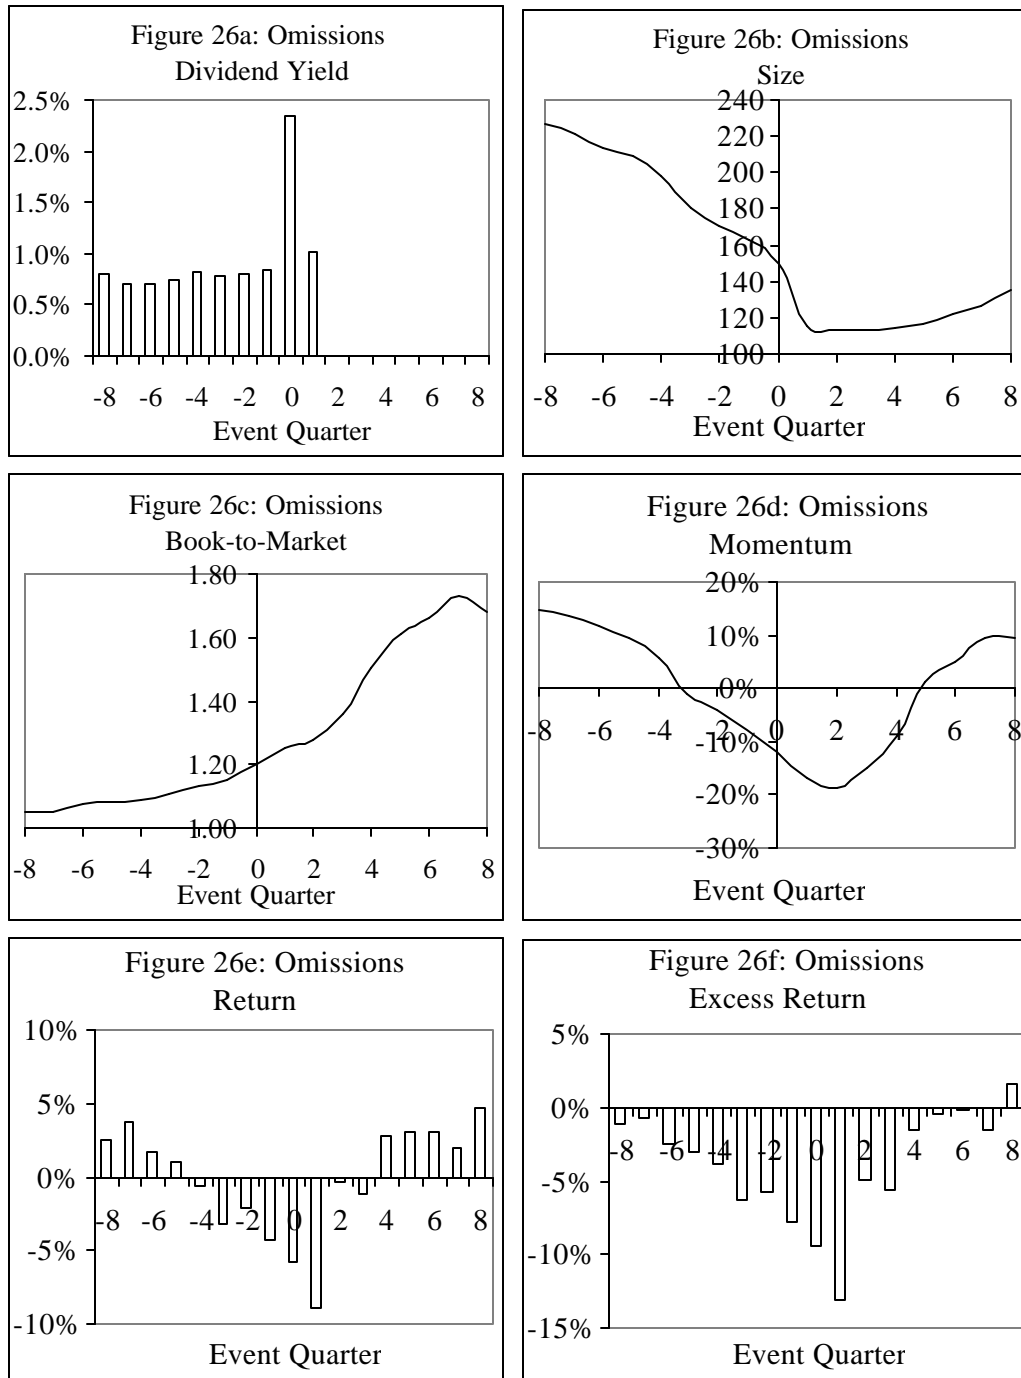 Figure 26a: Omissions
Dividend Yield
2.5%
2.0%
1.5%
1.0%
0.5%
0.0%
-8 -6 -4 -2 0 2 4 6 8
Event Quarter
Figure 26b: Omissions
Size
240
220
200
180
160
140
120
100
-8 -6 -4 -2 0 2 4 6 8
Event Quarter
Figure 26c: Omissions
Book-to-Market
1.80
1.60
1.40
1.20
1.00
-8 -6 -4 -2 0 2 4 6 8
Event Quarter
Figure 26d: Omissions
Momentum
20%
10%
0%
-8 -6 -4 -2 0 2 4 6 8
-10%
-20%
-30%
Event Quarter
Figure 26e: Omissions
Return
10%
5%
0%
-8 -6 -4 -2 0 2 4 6 8
-5%
-10%
Event Quarter
Figure 26f: Omissions
Excess Return
5%
0%
-8 -6 -4 -2 0 2 4 6 8
-5%
-10%
-15%
Event Quarter